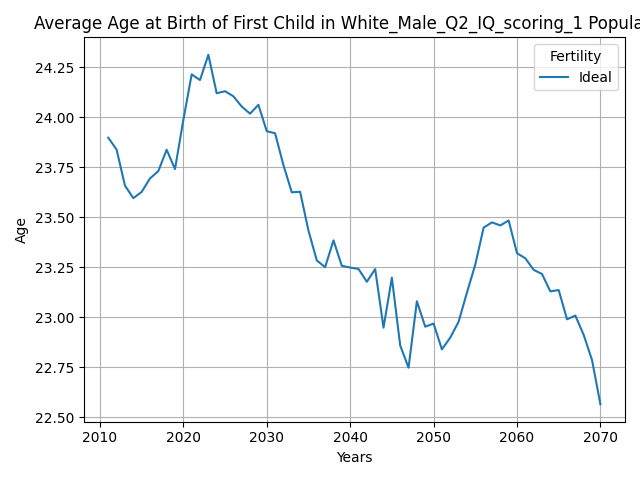 Average Age at Birth of First Child in White_Male_Q2_IQ_scoring_1 Popula
Fertility
Ideal
24.25
24.00
23.75
23.50
23.25
23.00
22.75
22.50
Age
2010 2020 2030 2040 2050 2060 2070
Years